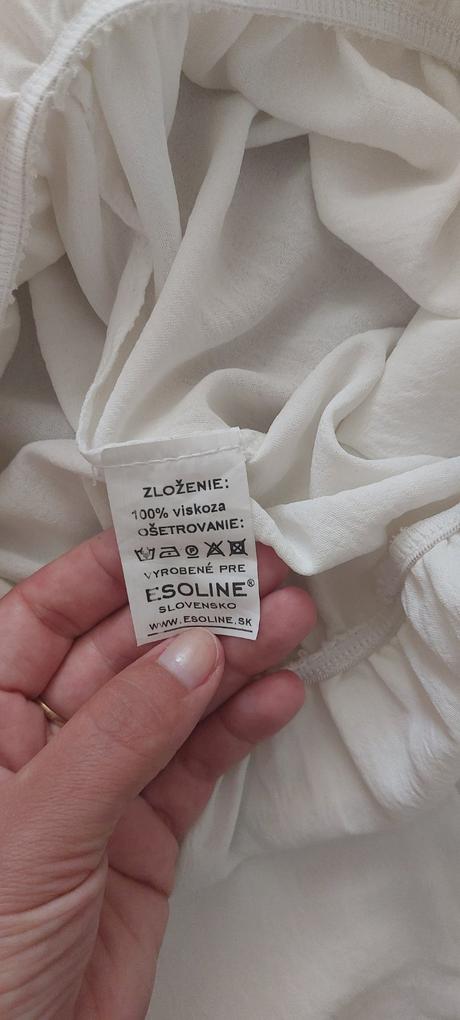 ZLOŽENIE:
100% viskoza
OŠETROVANIE:
VYROBENÉ PRE
ESOLINE®
SLOVENSKO
WWW.ESOLINE.SK